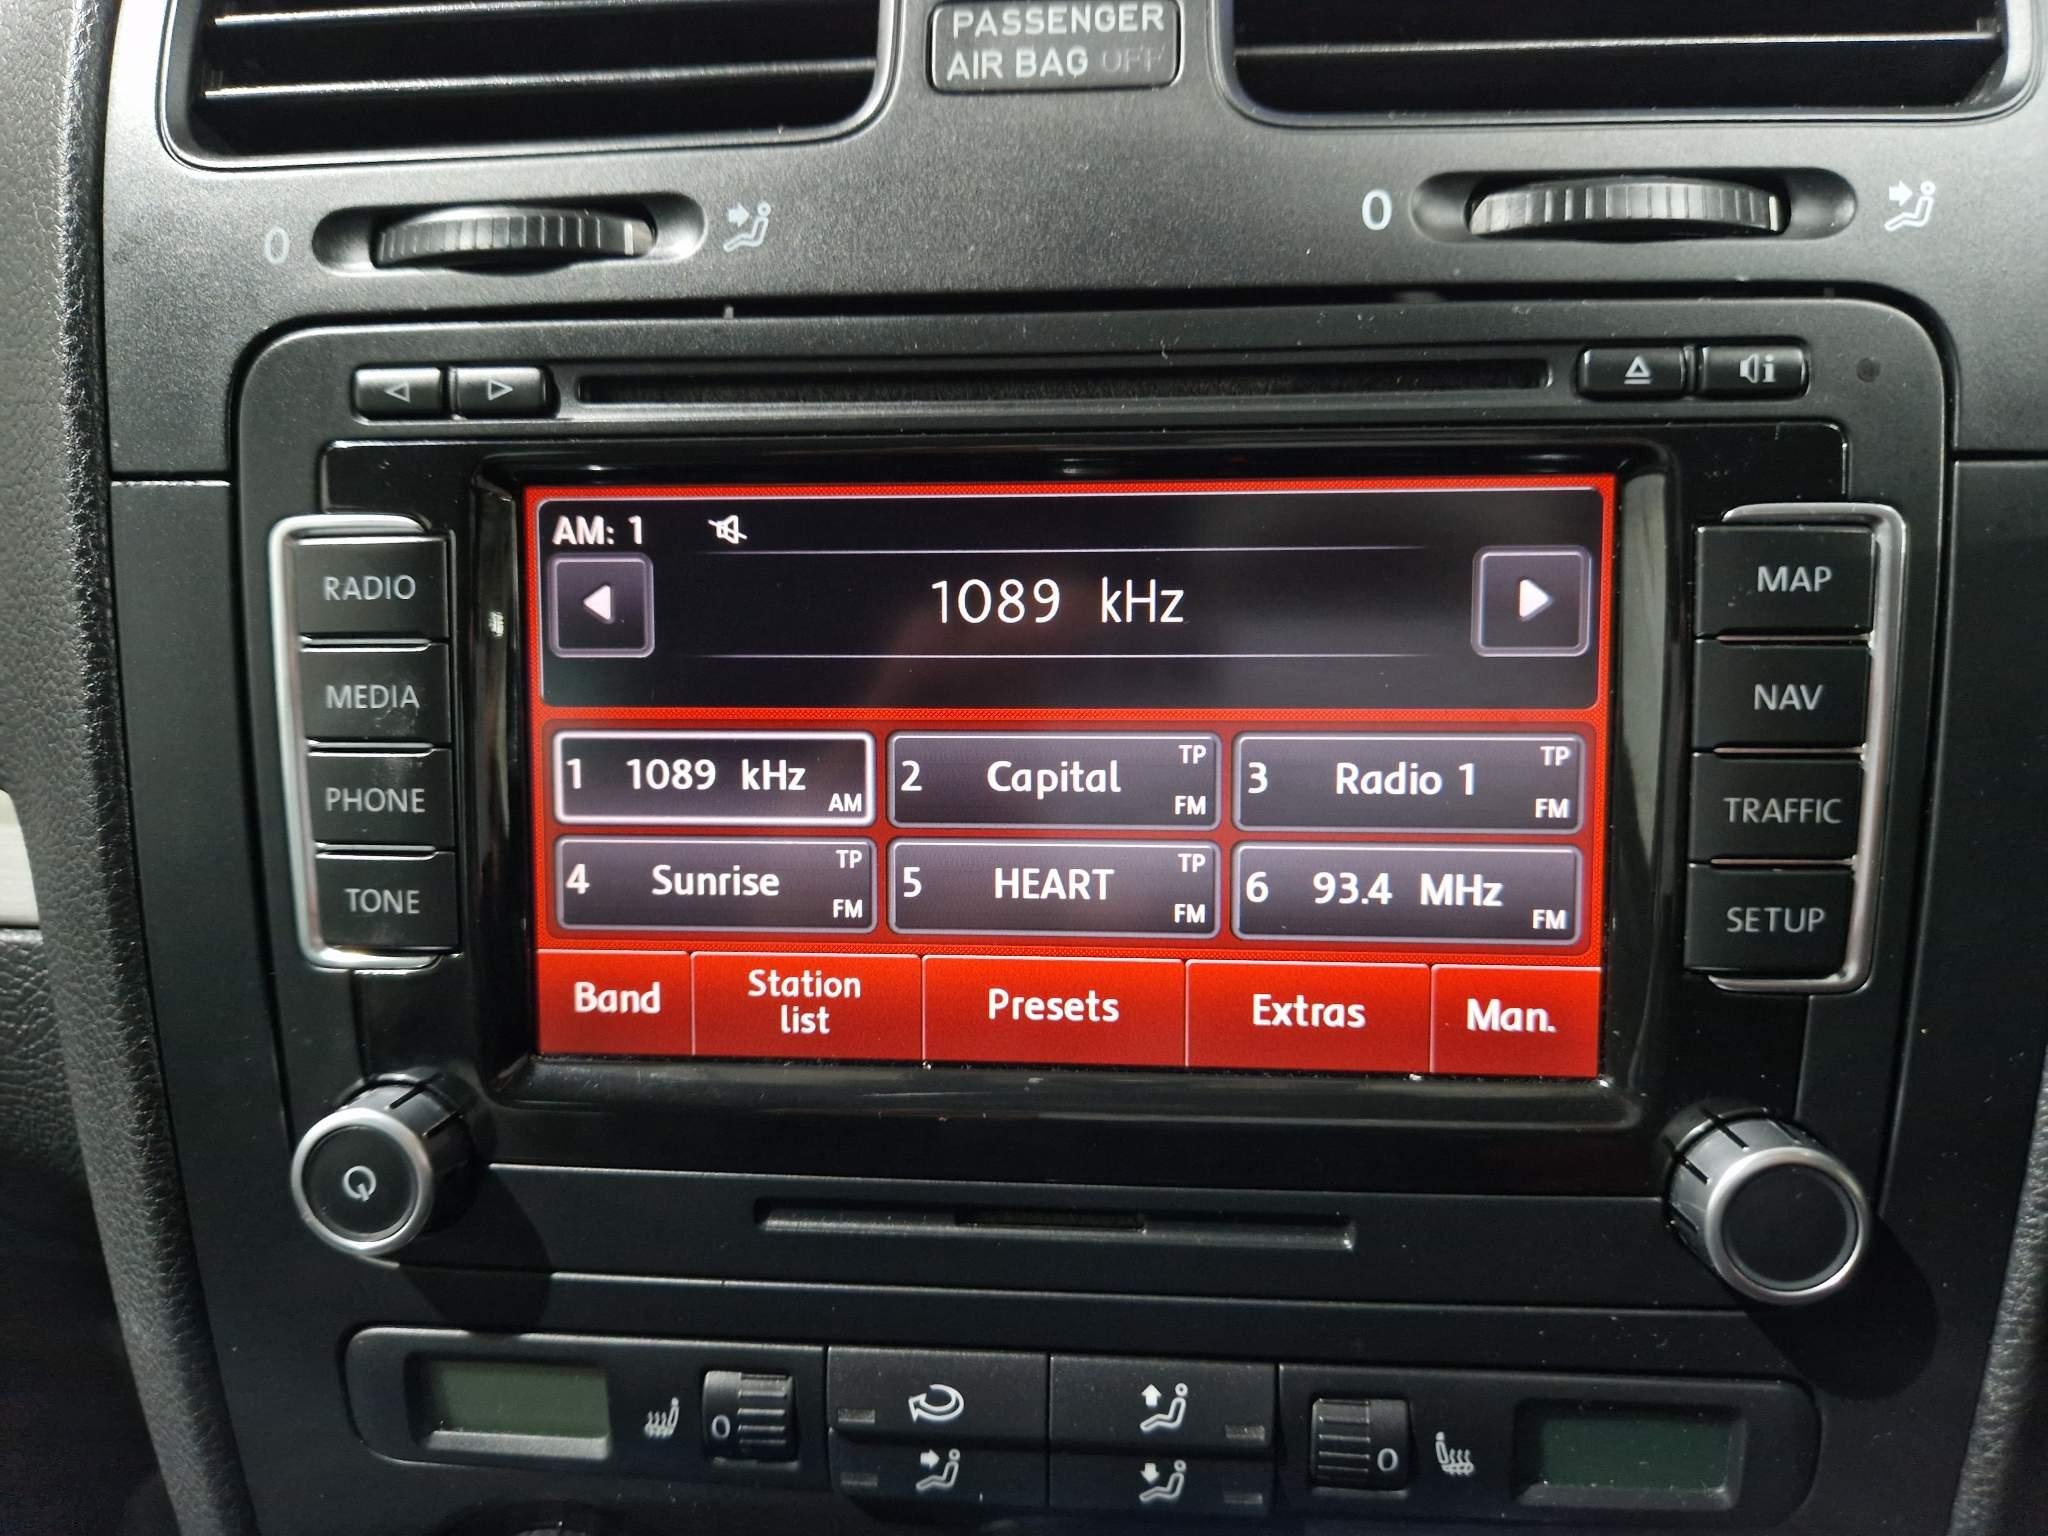 PASSENGER
AIR BAG OFF
0
0
RADIO
MEDIA
PHONE
TONE
AM: 1
1089 kHz
1 1089 kHz AM
2 Capital TP FM
3 Radio 1 TP FM
4 Sunrise TP FM
5 HEART TP FM
6 93.4 MHz FM
Band
Station
list
Presets
Extras
Man.
MAP
NAV
TRAFFIC
SETUP
0
0